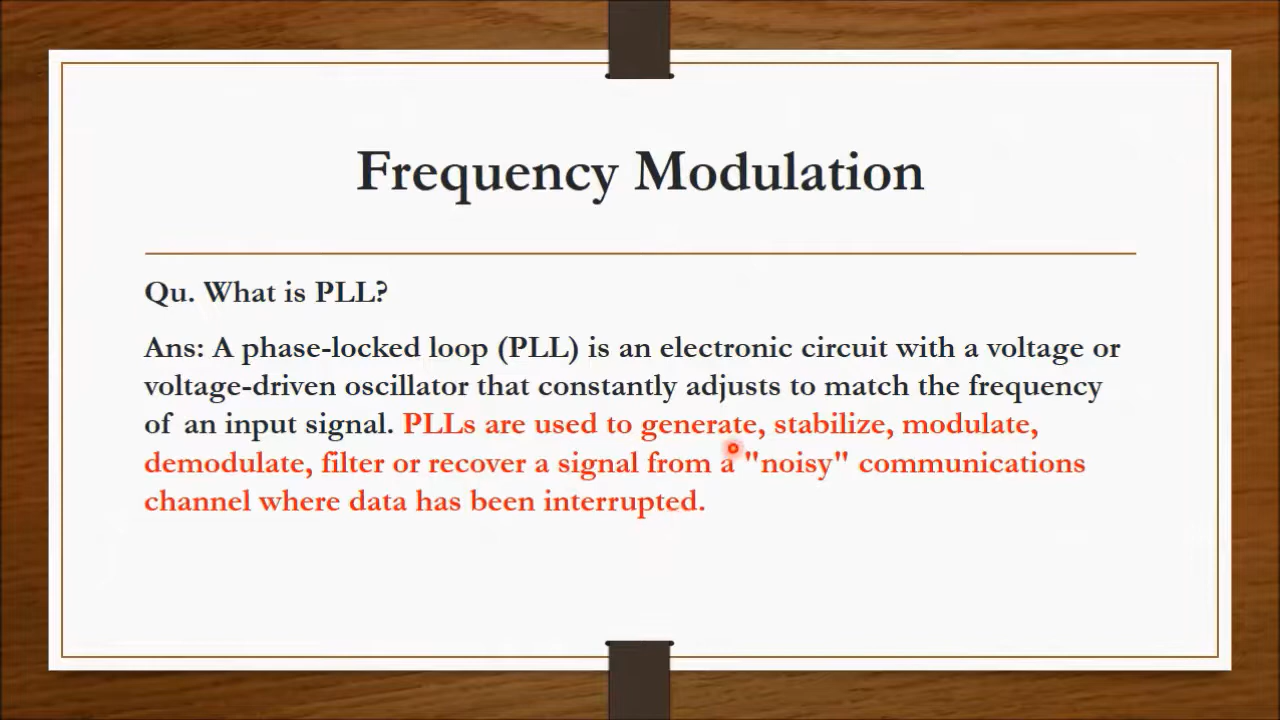 Frequency Modulation
Qu. What is PLL?
Ans: A phase-locked loop (PLL) is an electronic circuit with a voltage or
voltage-driven oscillator that constantly adjusts to match the frequency
of an input signal. PLLs are used to generate, stabilize, modulate,
demodulate, filter or recover a signal from a "noisy" communications
channel where data has been interrupted.